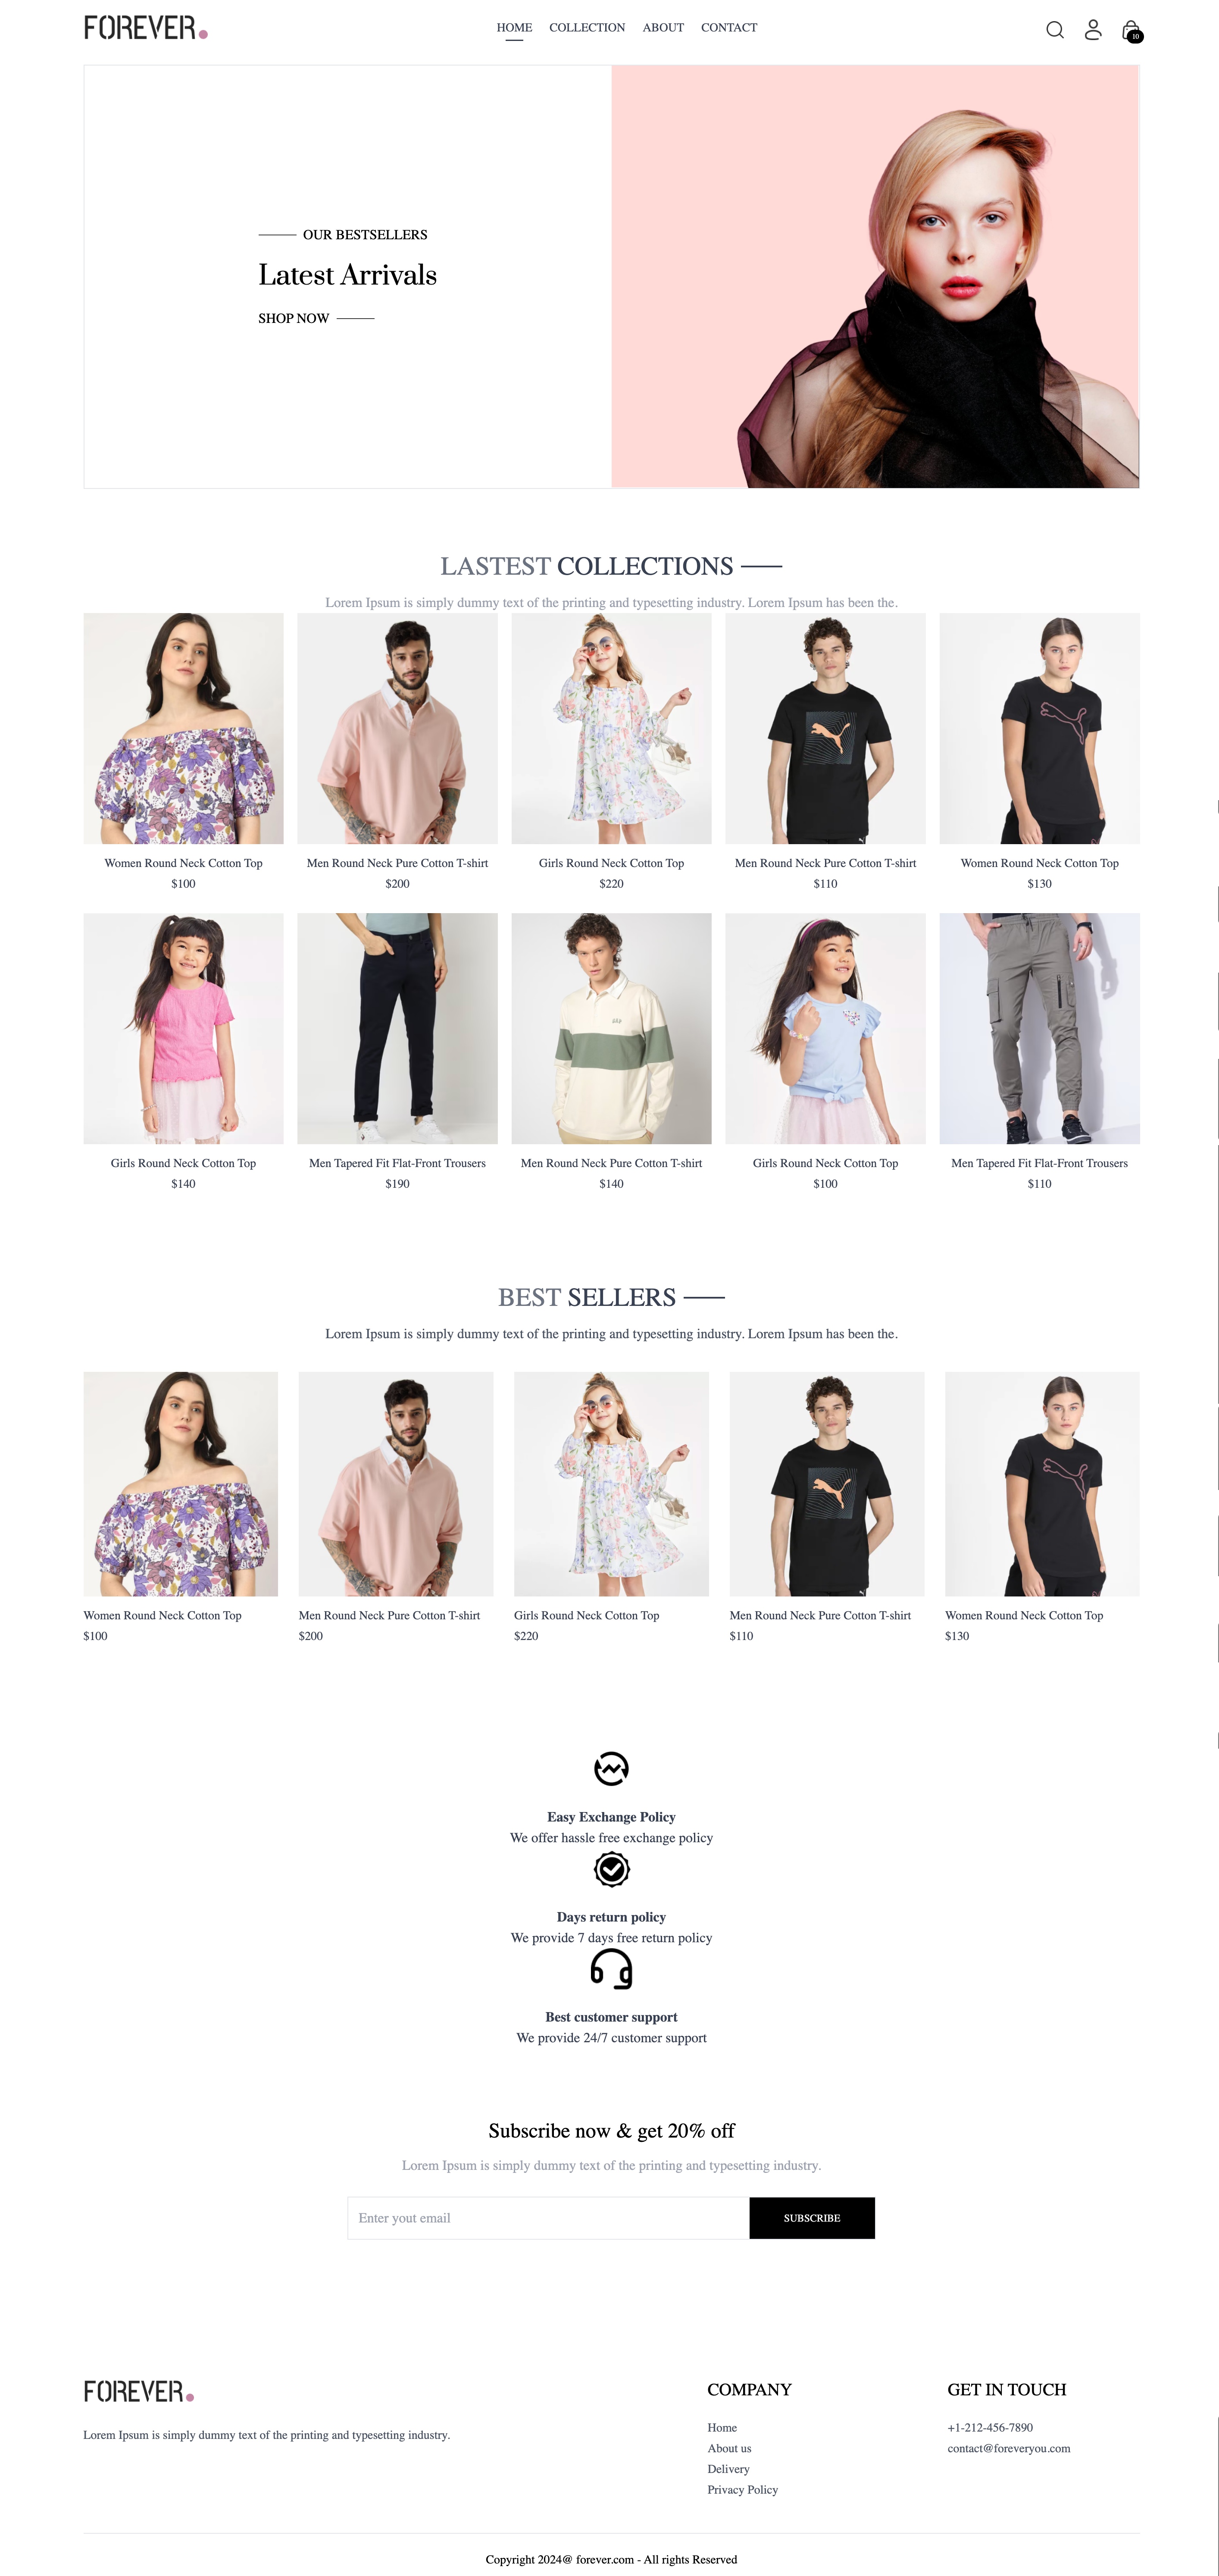 FOREVER.
HOME COLLECTION ABOUT CONTACT
10
OUR BESTSELLERS
Latest Arrivals
SHOP NOW
LASTEST COLLECTIONS
Lorem Ipsum is simply dummy text of the printing and typesetting industry. Lorem Ipsum has been the.
Women Round Neck Cotton Top
$100
Men Round Neck Pure Cotton T-shirt
$200
Girls Round Neck Cotton Top
$220
Men Round Neck Pure Cotton T-shirt
$110
Women Round Neck Cotton Top
$130
Girls Round Neck Cotton Top
$140
Men Tapered Fit Flat-Front Trousers
$190
Men Round Neck Pure Cotton T-shirt
$140
Girls Round Neck Cotton Top
$100
Men Tapered Fit Flat-Front Trousers
$110
BEST SELLERS
Lorem Ipsum is simply dummy text of the printing and typesetting industry. Lorem Ipsum has been the.
Women Round Neck Cotton Top
$100
Men Round Neck Pure Cotton T-shirt
$200
Girls Round Neck Cotton Top
$220
Men Round Neck Pure Cotton T-shirt
$110
Women Round Neck Cotton Top
$130
Easy Exchange Policy
We offer hassle free exchange policy
Days return policy
We provide 7 days free return policy
Best customer support
We provide 24/7 customer support
Subscribe now & get 20% off
Lorem Ipsum is simply dummy text of the printing and typesetting industry.
Enter yout email
SUBSCRIBE
FOREVER.
Lorem Ipsum is simply dummy text of the printing and typesetting industry.
COMPANY
Home
About us
Delivery
Privacy Policy
GET IN TOUCH
+1-212-456-7890
contact@foreveryou.com
Copyright 2024@ forever.com - All rights Reserved